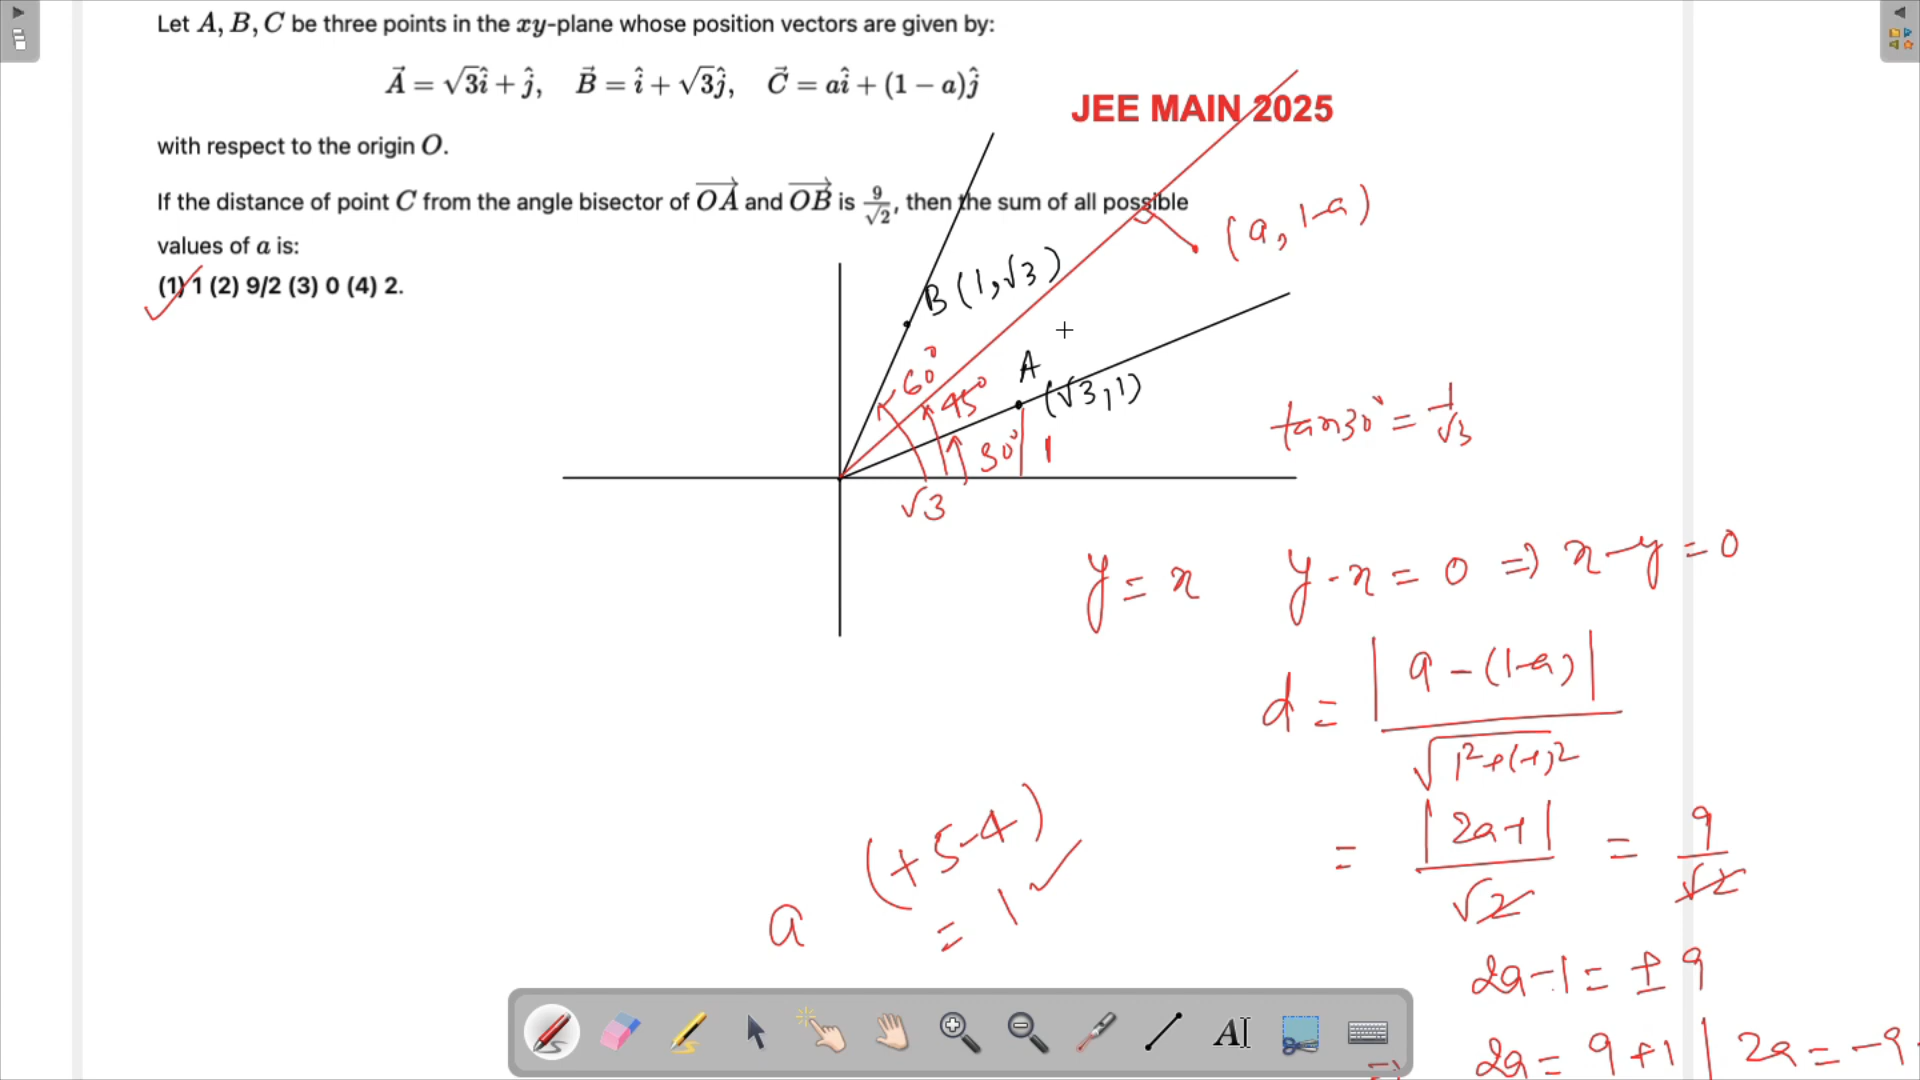 Let A, B, C be three points in the xy-plane whose position vectors are given by:
A⃗ = √3î + ĵ, B⃗ = î + √3ĵ, C⃗ = aî + (1 − a)ĵ
JEE MAIN 2025
with respect to the origin O.
If the distance of point C from the angle bisector of OA⃗ and OB⃗ is 9/√2, then the sum of all possible
values of a is:
(1) 1 (2) 9/2 (3) 0 (4) 2.
(a, 1-a)
B (1, √3)
A
(√3, 1)
60°
45°
30°
1
√3
tan30° = 1/√3
y = x y - x = 0 ⇒ x - y = 0
d = |a - (1-a)| / √1²+(-1)²
= |2a-1| / √2 = 9/√2
a (+5-4)
= 1
2a-1 = ±9
⇒ 2a = 9+1 | 2a = -9
AI